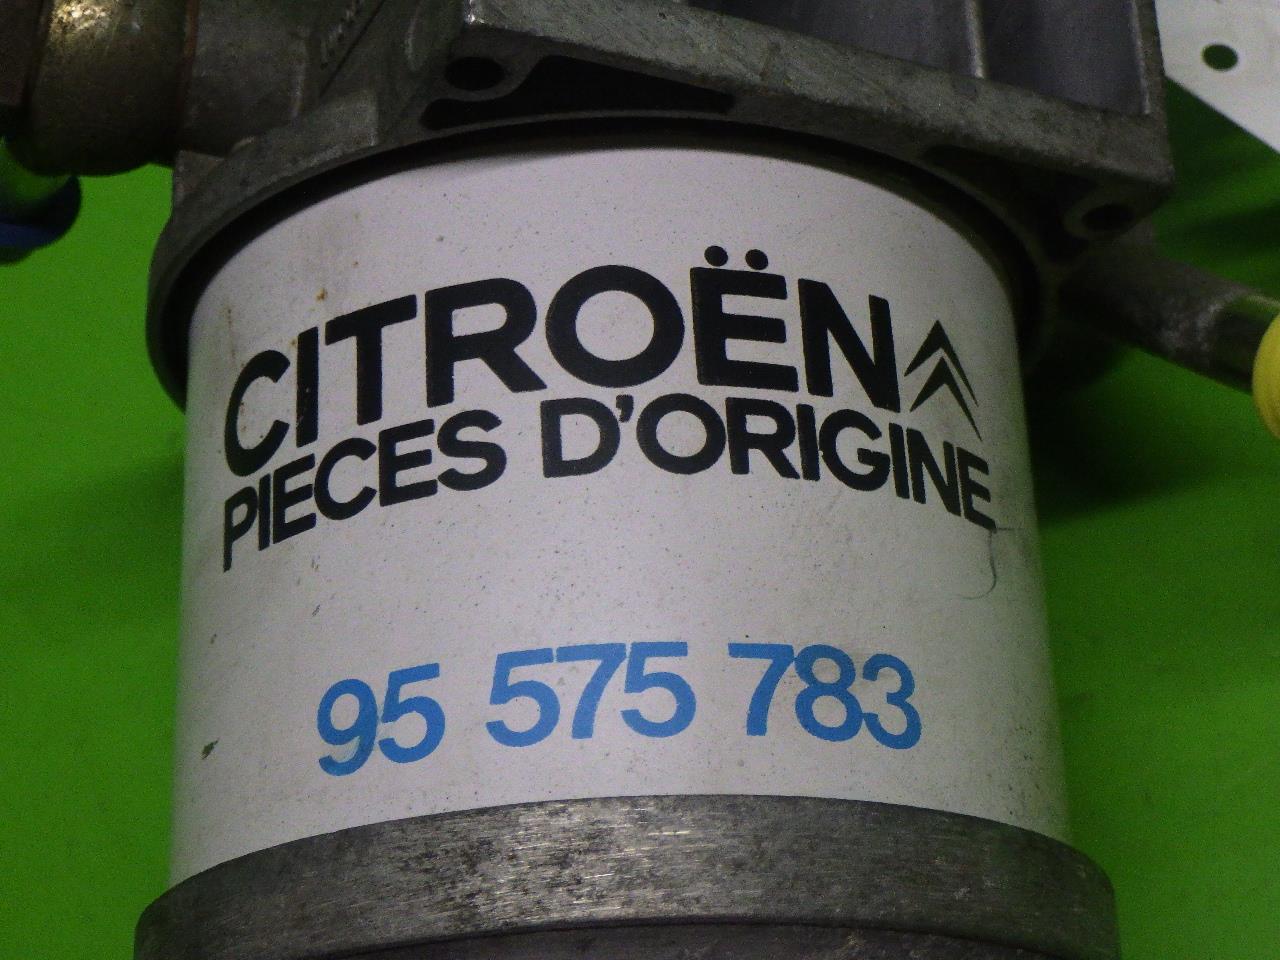 CITROËN
PIECES D'ORIGINE
95 575 783